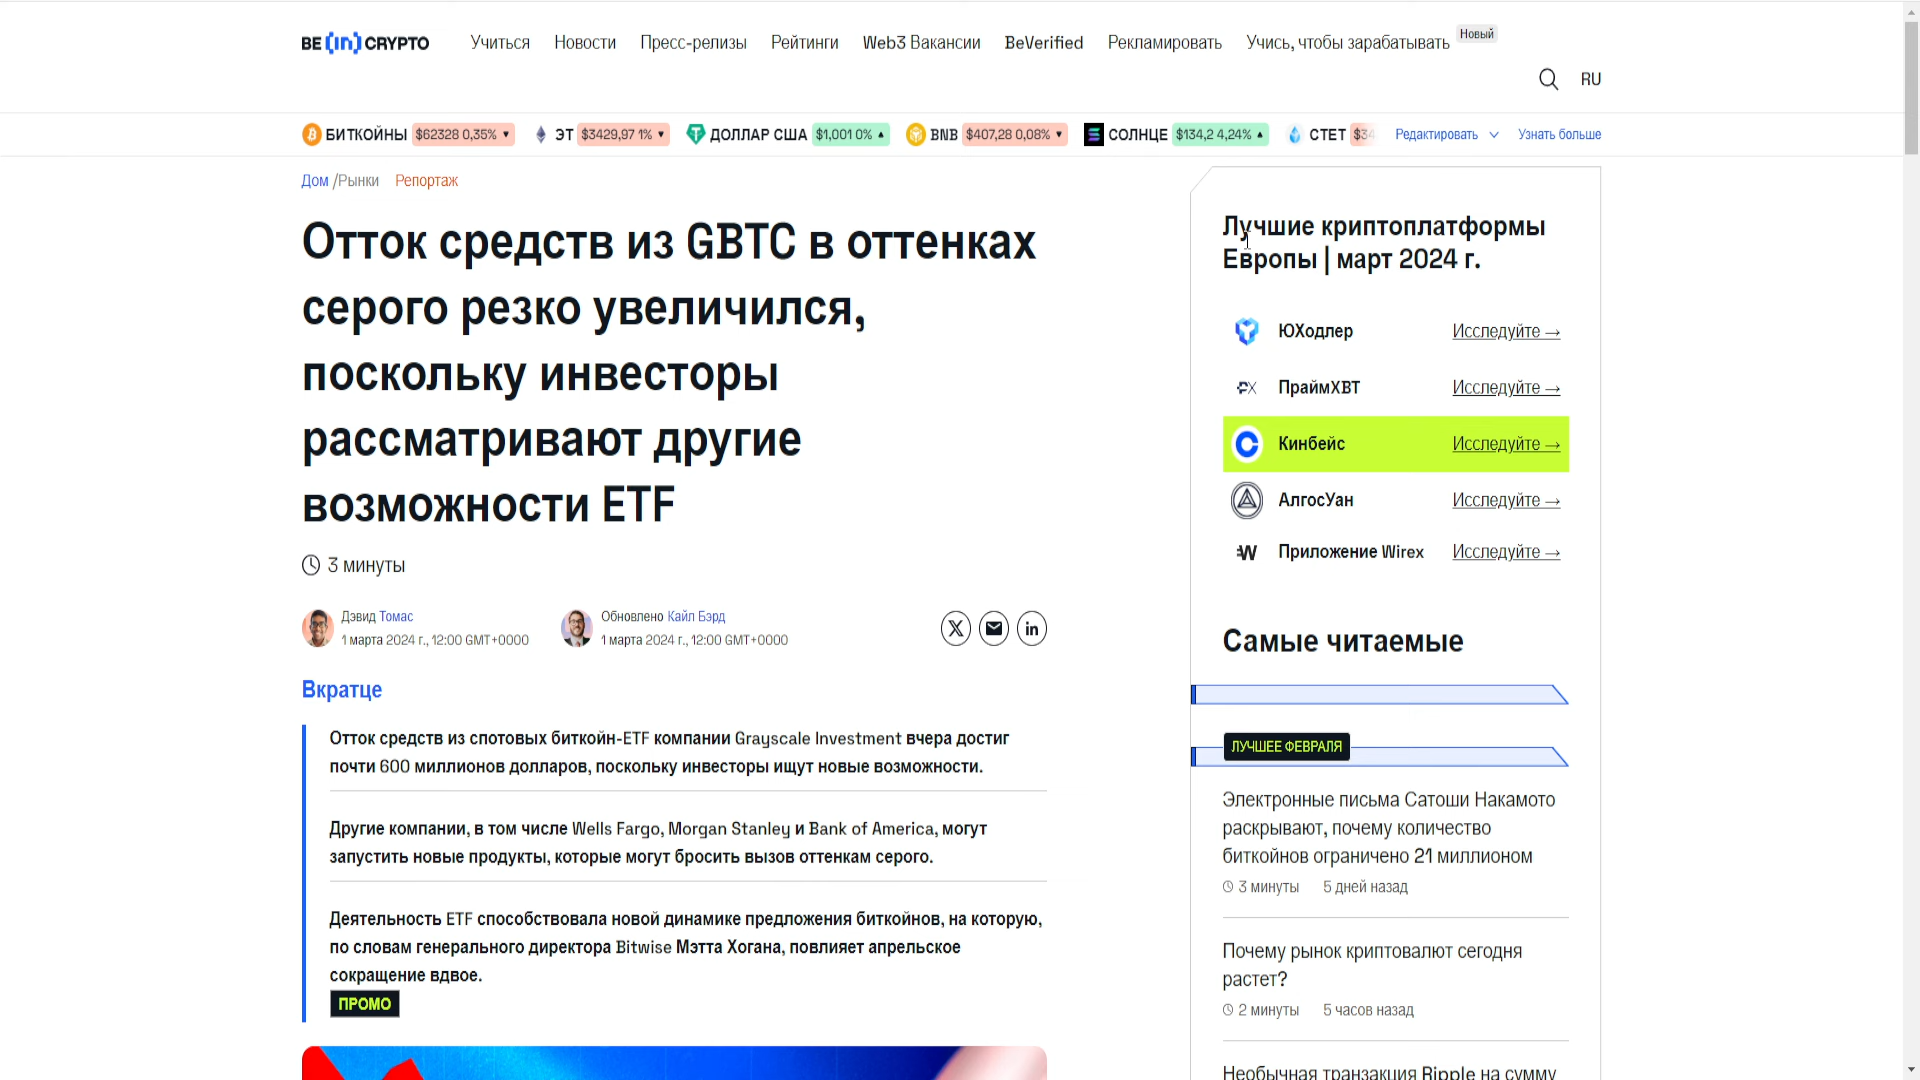 BE[in]CRYPTO
Учиться Новости Пресс-релизы Рейтинги Web3 Вакансии BeVerified Рекламировать Учись, чтобы зарабатывать Новый
RU
БИТКОЙНЫ $62328 0,35% ▼ ЭТ $3429,97 1% ▼ ДОЛЛАР США $1,001 0% ▲ BNB $407,28 0,08% ▼ СОЛНЦЕ $134,2 4,24% ▲ СТЕТ $34 Редактировать Узнать больше
Дом /Рынки Репортаж
Отток средств из GBTC в оттенках
серого резко увеличился,
поскольку инвесторы
рассматривают другие
возможности ETF
3 минуты
Дэвид Томас
1 марта 2024 г., 12:00 GMT+0000
Обновлено Кайл Бэрд
1 марта 2024 г., 12:00 GMT+0000
Вкратце
Отток средств из спотовых биткойн-ETF компании Grayscale Investment вчера достиг
почти 600 миллионов долларов, поскольку инвесторы ищут новые возможности.
Другие компании, в том числе Wells Fargo, Morgan Stanley и Bank of America, могут
запустить новые продукты, которые могут бросить вызов оттенкам серого.
Деятельность ETF способствовала новой динамике предложения биткойнов, на которую,
по словам генерального директора Bitwise Мэтта Хогана, повлияет апрельское
сокращение вдвое.
ПРОМО
Лучшие криптоплатформы
Европы | март 2024 г.
ЮХодлер Исследуйте →
ПраймХВТ Исследуйте →
Кинбейс Исследуйте →
АлгосУан Исследуйте →
Приложение Wirex Исследуйте →
Самые читаемые
ЛУЧШЕЕ ФЕВРАЛЯ
Электронные письма Сатоши Накамото
раскрывают, почему количество
биткойнов ограничено 21 миллионом
3 минуты 5 дней назад
Почему рынок криптовалют сегодня
растет?
2 минуты 5 часов назад
Необычная транзакция Ripple на сумму